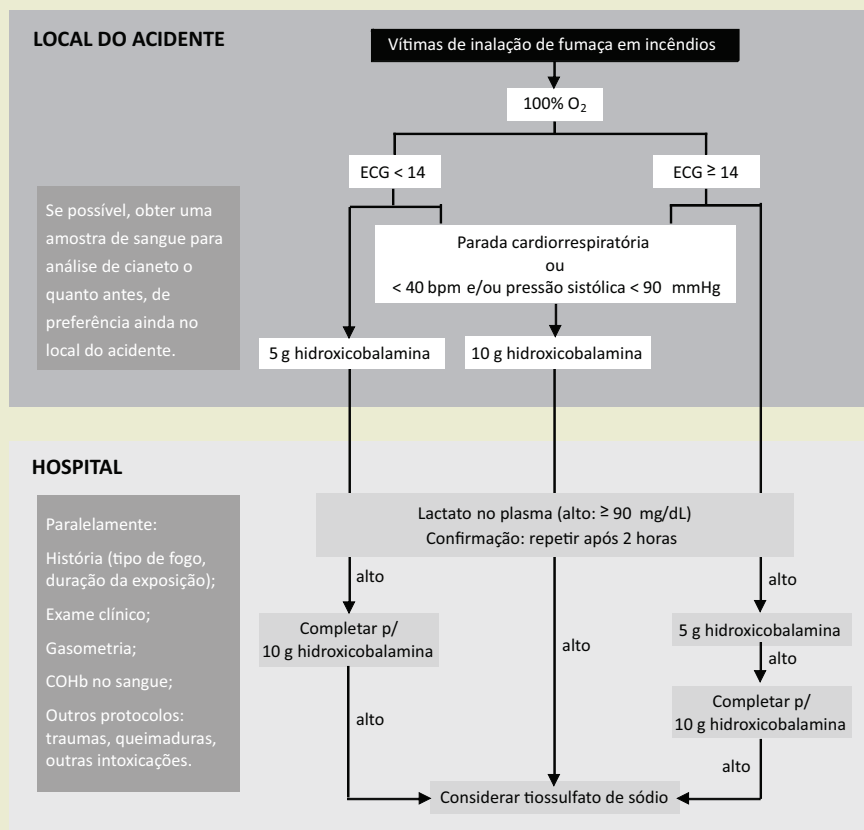 LOCAL DO ACIDENTE
Vítimas de inalação de fumaça em incêndios
100% O₂
ECG < 14
ECG ≥ 14
Se possível, obter uma
amostra de sangue para
análise de cianeto o
quanto antes, de
preferência ainda no
local do acidente.
Parada cardiorrespiratória
ou
< 40 bpm e/ou pressão sistólica < 90 mmHg
5 g hidroxicobalamina
10 g hidroxicobalamina
HOSPITAL
Paralelamente:
História (tipo de fogo,
duração da exposição);
Exame clínico;
Gasometria;
COHb no sangue;
Outros protocolos:
traumas, queimaduras,
outras intoxicações.
Lactato no plasma (alto: ≥ 90 mg/dL)
Confirmação: repetir após 2 horas
alto
alto
Completar p/
10 g hidroxicobalamina
alto
5 g hidroxicobalamina
alto
Completar p/
10 g hidroxicobalamina
alto
alto
Considerar tiossulfato de sódio